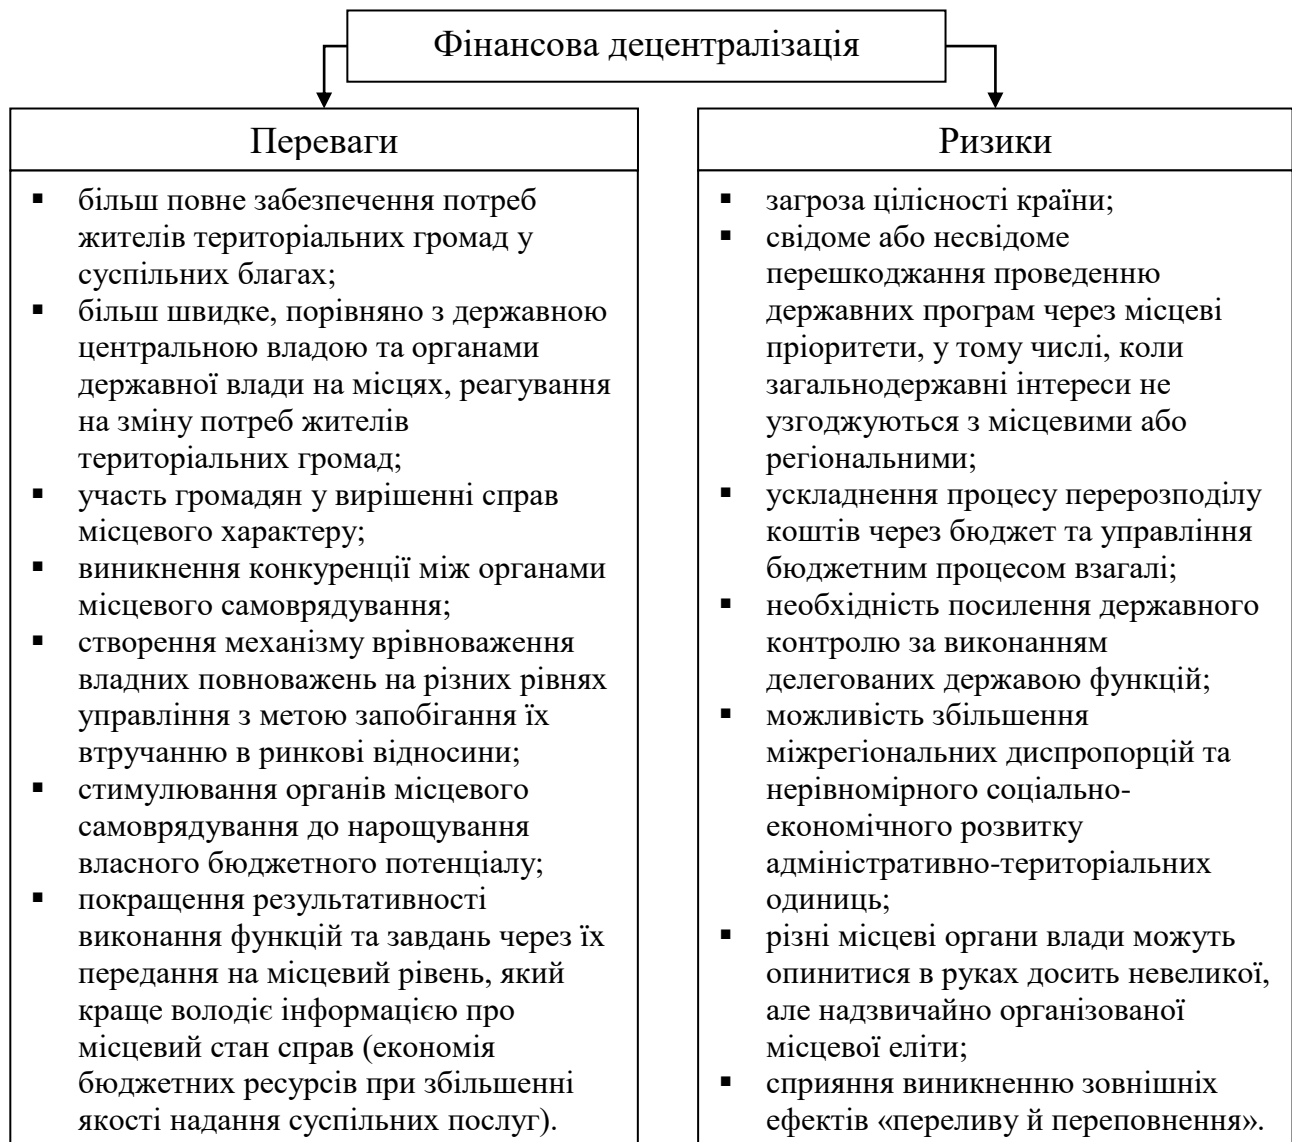 Фінансова децентралізація
Переваги
▪ більш повне забезпечення потреб
жителів територіальних громад у
суспільних благах;
▪ більш швидке, порівняно з державною
центральною владою та органами
державної влади на місцях, реагування
на зміну потреб жителів
територіальних громад;
▪ участь громадян у вирішенні справ
місцевого характеру;
▪ виникнення конкуренції між органами
місцевого самоврядування;
▪ створення механізму врівноваження
владних повноважень на різних рівнях
управління з метою запобігання їх
втручанню в ринкові відносини;
▪ стимулювання органів місцевого
самоврядування до нарощування
власного бюджетного потенціалу;
▪ покращення результативності
виконання функцій та завдань через їх
передання на місцевий рівень, який
краще володіє інформацією про
місцевий стан справ (економія
бюджетних ресурсів при збільшенні
якості надання суспільних послуг).
Ризики
▪ загроза цілісності країни;
▪ свідоме або несвідоме
перешкоджання проведенню
державних програм через місцеві
пріоритети, у тому числі, коли
загальнодержавні інтереси не
узгоджуються з місцевими або
регіональними;
▪ ускладнення процесу перерозподілу
коштів через бюджет та управління
бюджетним процесом взагалі;
▪ необхідність посилення державного
контролю за виконанням
делегованих державою функцій;
▪ можливість збільшення
міжрегіональних диспропорцій та
нерівномірного соціально-
економічного розвитку
адміністративно-територіальних
одиниць;
▪ різні місцеві органи влади можуть
опинитися в руках досить невеликої,
але надзвичайно організованої
місцевої еліти;
▪ сприяння виникненню зовнішніх
ефектів «переливу й переповнення».